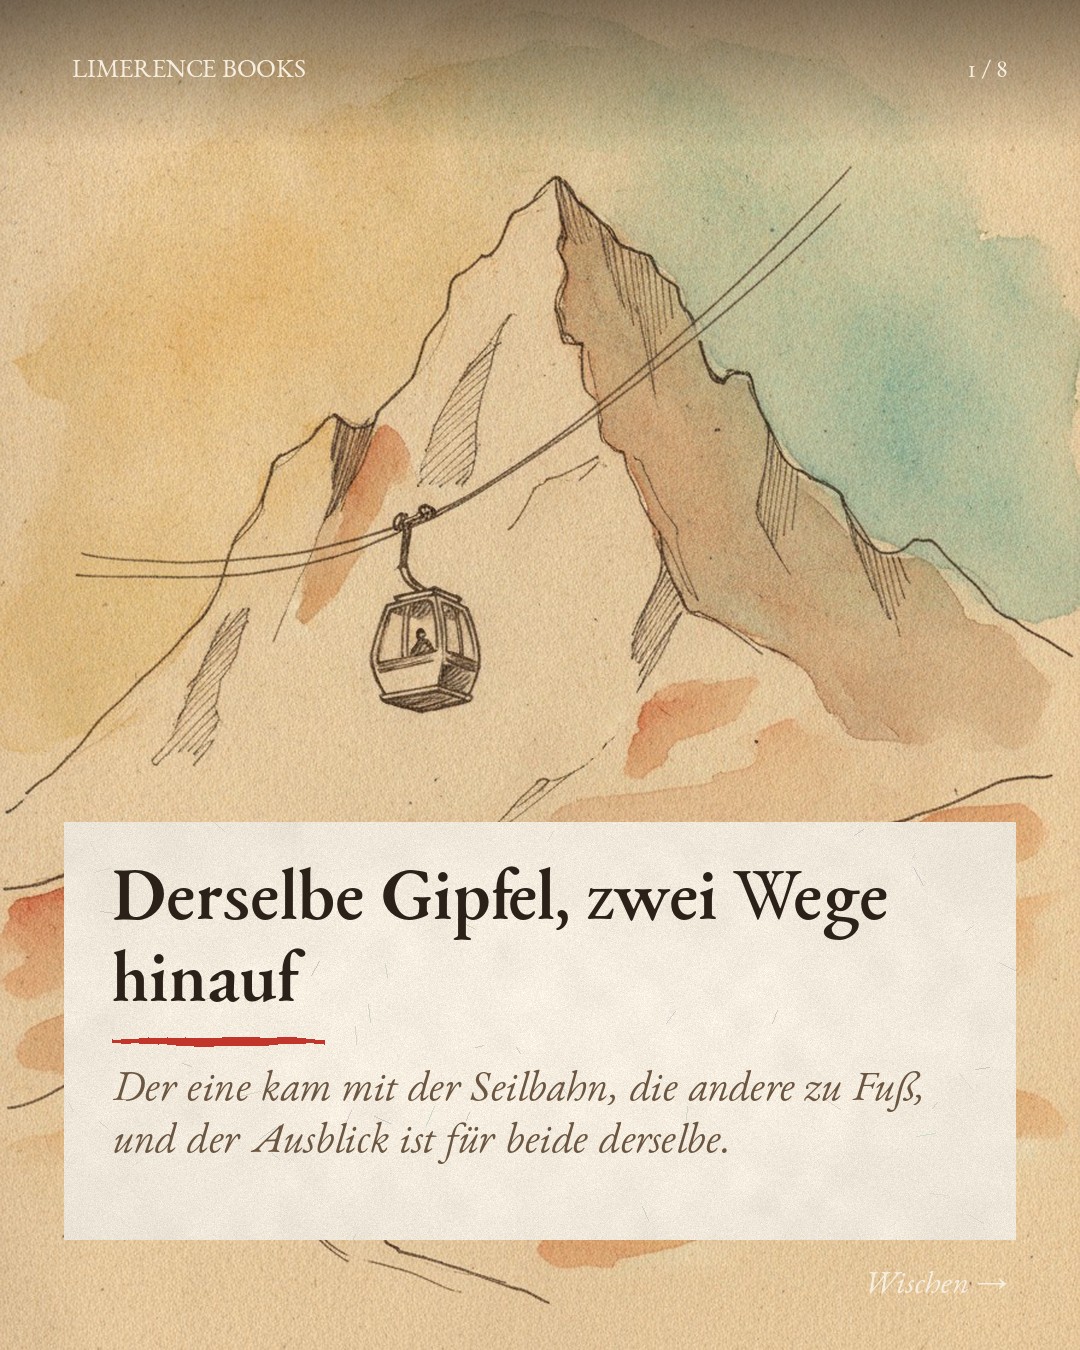 LIMERENCE BOOKS
1 / 8
Derselbe Gipfel, zwei Wege
hinauf
Der eine kam mit der Seilbahn, die andere zu Fuß,
und der Ausblick ist für beide derselbe.
Wischen →